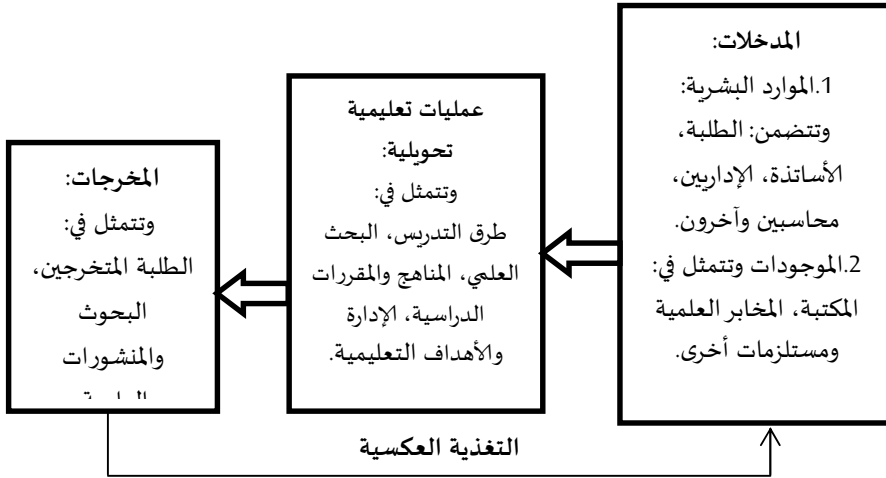 المدخلات:
1.الموارد البشرية:
وتتضمن: الطلبة،
الأساتذة، الإداريين،
محاسبين وآخرون.
2.الموجودات وتتمثل في:
المكتبة، المخابر العلمية
ومستلزمات أخرى.
عمليات تعليمية
تحويلية:
وتتمثل في:
طرق التدريس، البحث
العلمي، المناهج والمقررات
الدراسية، الإدارة
والأهداف التعليمية.
المخرجات:
وتتمثل في:
الطلبة المتخرجين،
البحوث
والمنشورات
التغذية العكسية